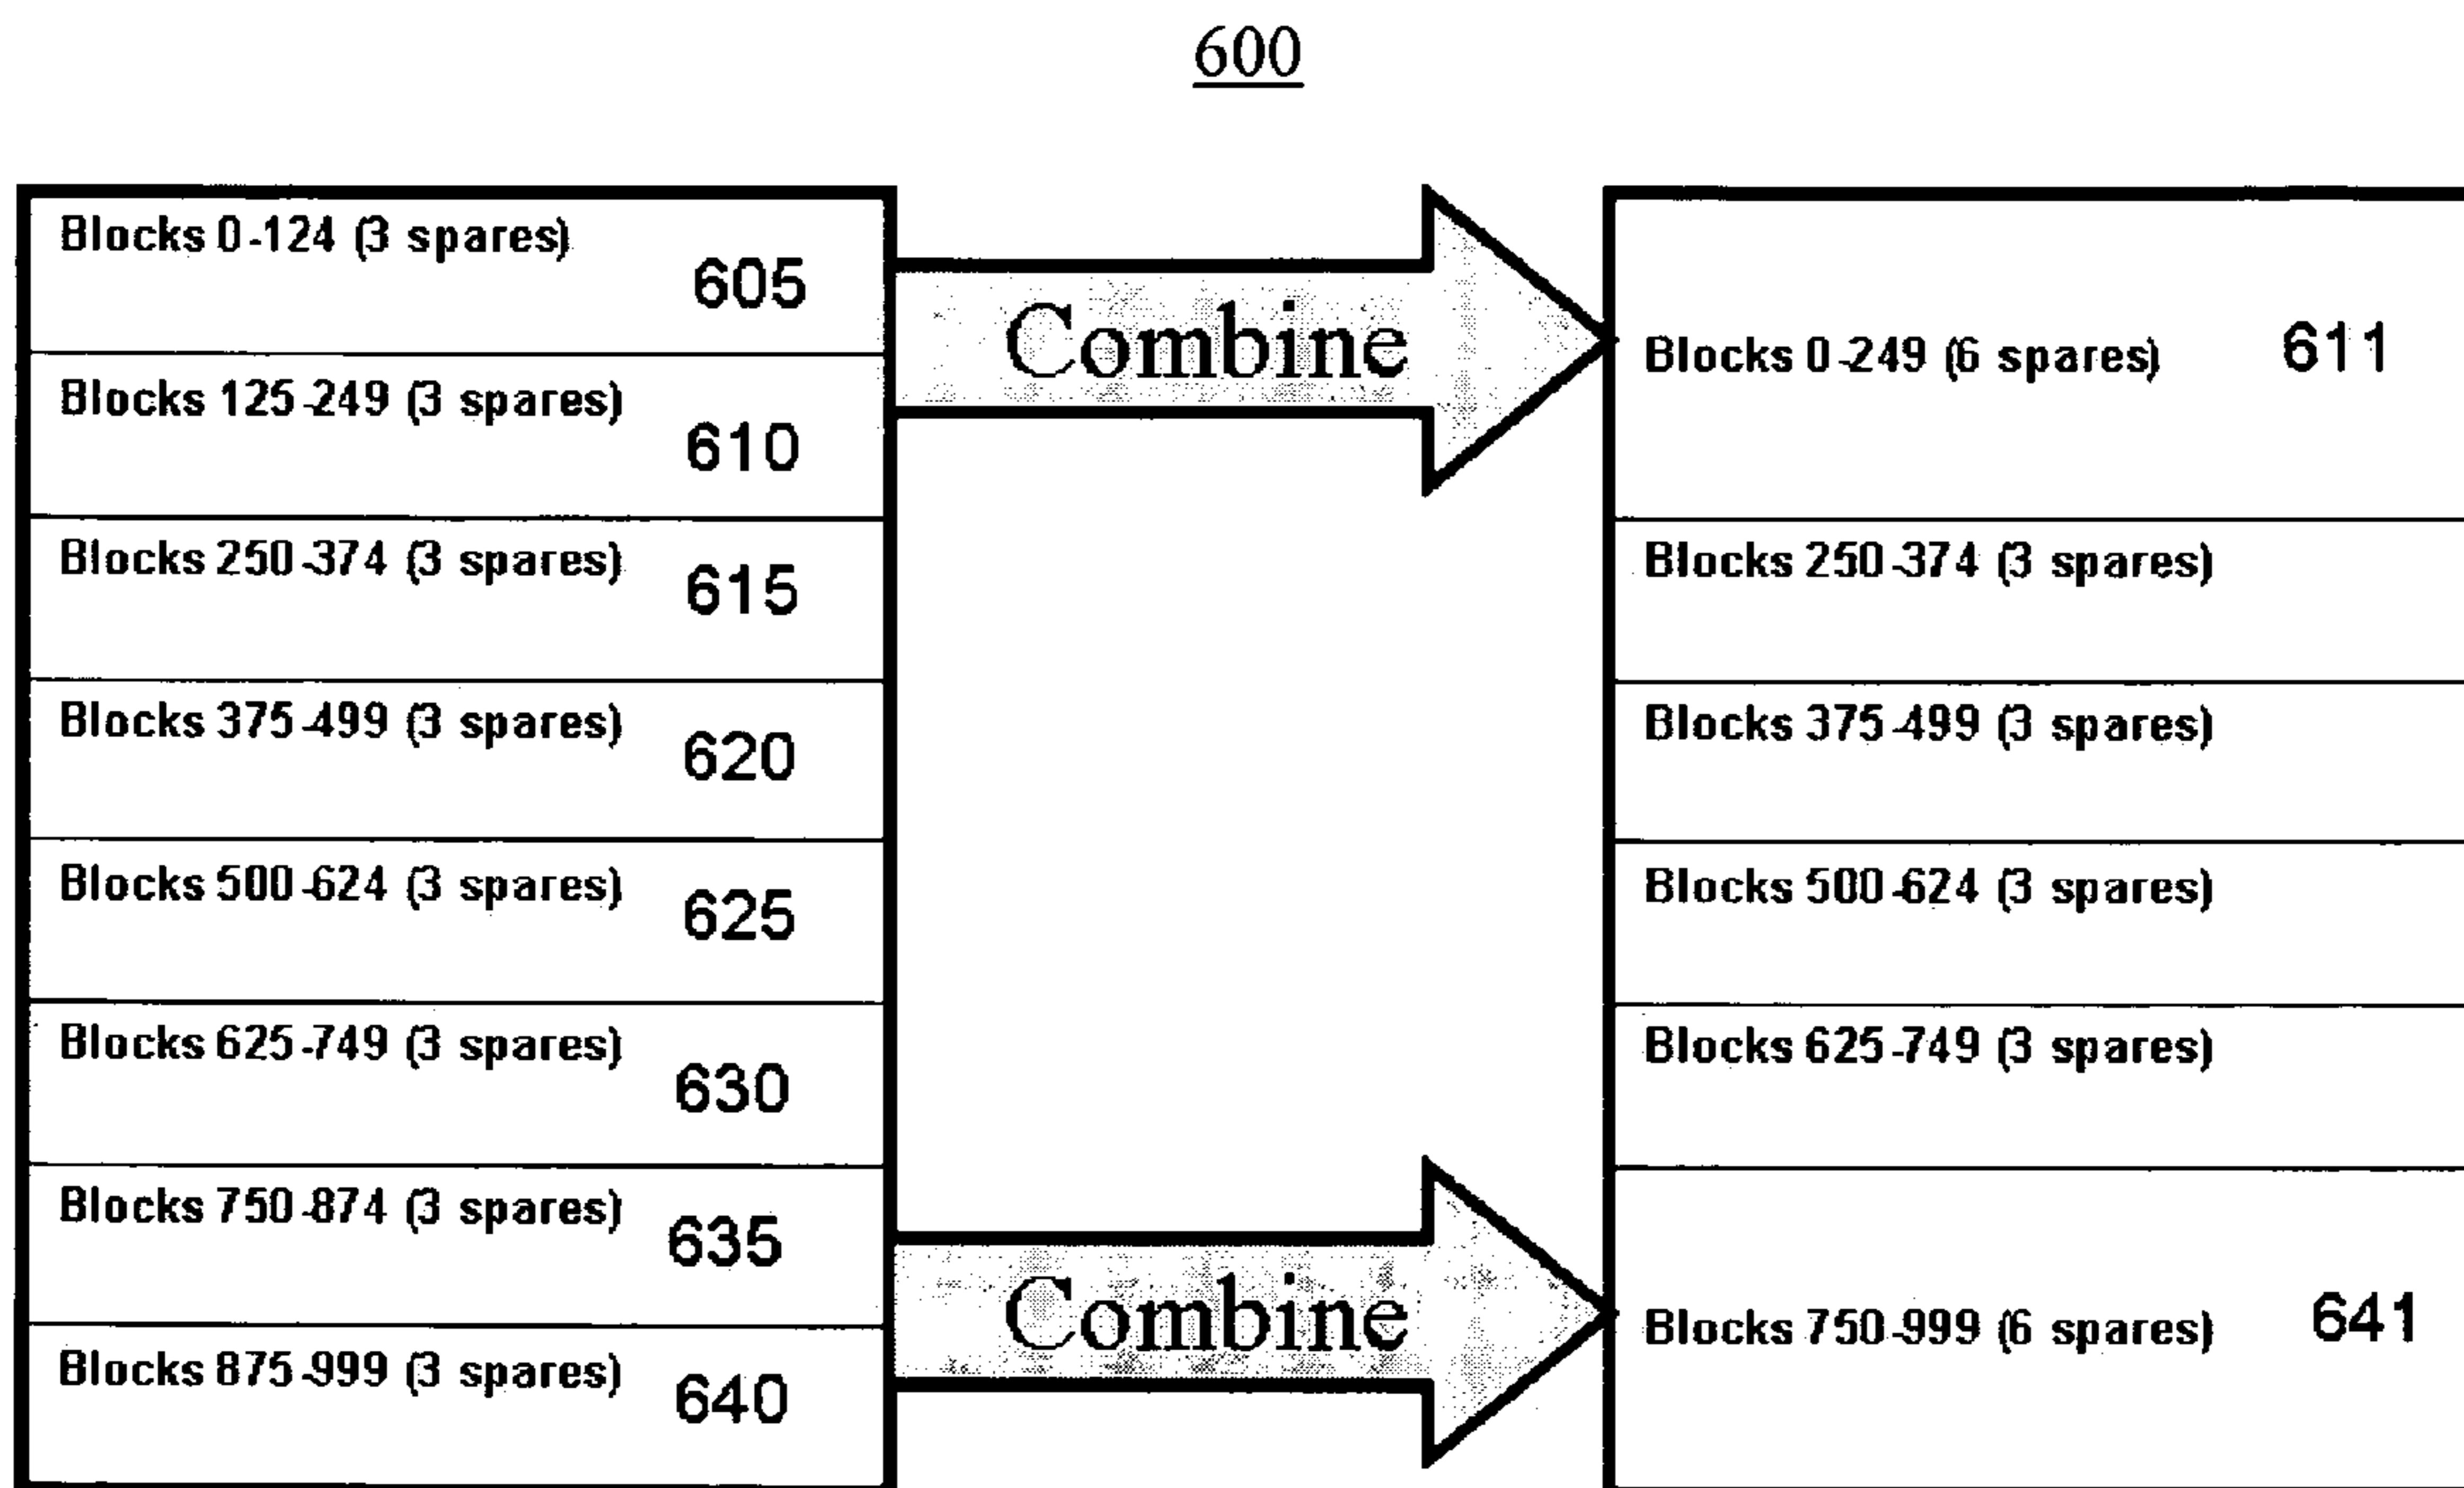 600
Blocks 0-124 (3 spares)
605
Blocks 125-249 (3 spares)
610
Blocks 250-374 (3 spares)
615
Blocks 375-499 (3 spares)
620
Blocks 500-624 (3 spares)
625
Blocks 625-749 (3 spares)
630
Blocks 750-874 (3 spares)
635
Blocks 875-999 (3 spares)
640
Combine
Combine
Blocks 0-249 (6 spares) 611
Blocks 250-374 (3 spares)
Blocks 375-499 (3 spares)
Blocks 500-624 (3 spares)
Blocks 625-749 (3 spares)
Blocks 750-999 (6 spares) 641